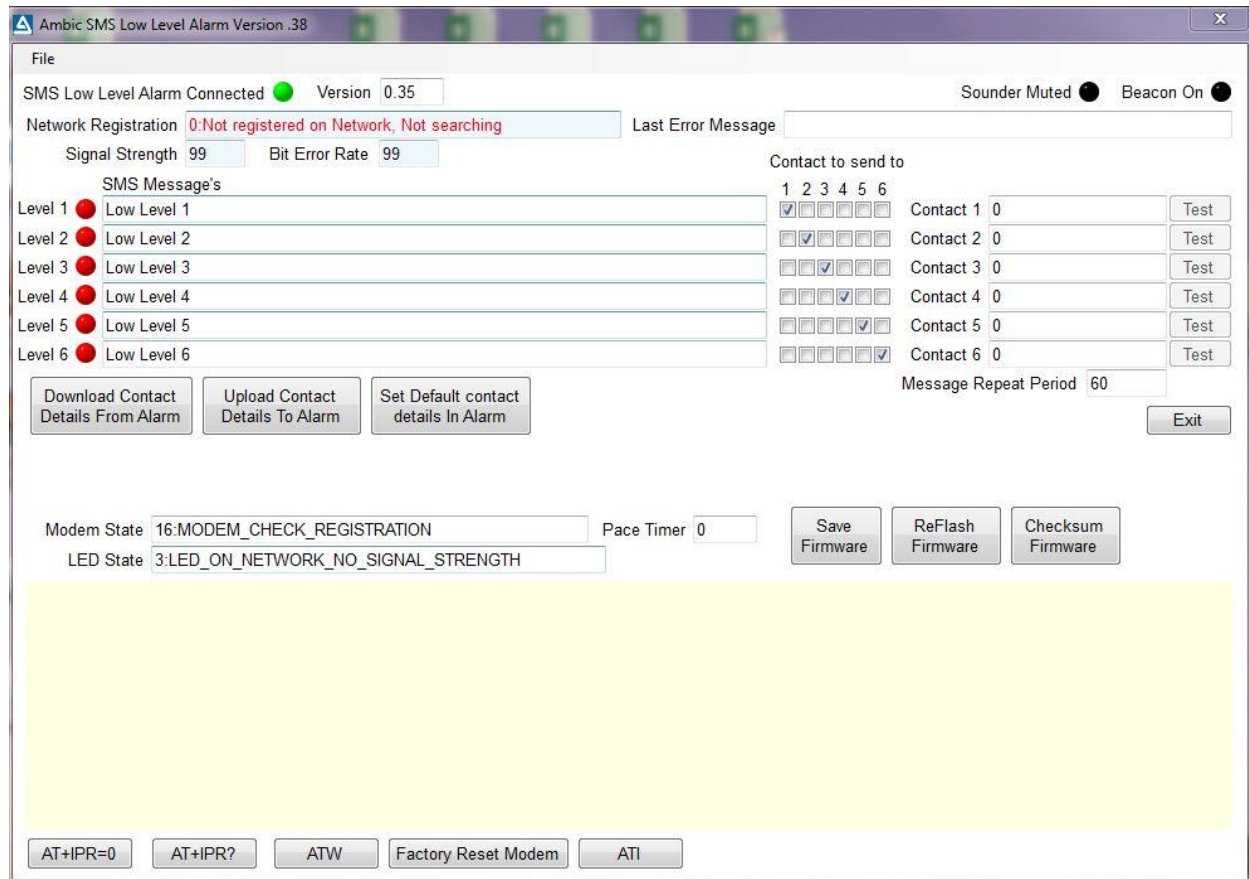 Ambic SMS Low Level Alarm Version .38
File
SMS Low Level Alarm Connected Version 0.35 Sounder Muted Beacon On
Network Registration 0:Not registered on Network, Not searching Last Error Message
Signal Strength 99 Bit Error Rate 99
Contact to send to
SMS Message's
1 2 3 4 5 6
Level 1 Low Level 1 Contact 1 0 Test
Level 2 Low Level 2 Contact 2 0 Test
Level 3 Low Level 3 Contact 3 0 Test
Level 4 Low Level 4 Contact 4 0 Test
Level 5 Low Level 5 Contact 5 0 Test
Level 6 Low Level 6 Contact 6 0 Test
Message Repeat Period 60
Download Contact
Details From Alarm
Upload Contact
Details To Alarm
Set Default contact
details In Alarm
Exit
Modem State 16:MODEM_CHECK_REGISTRATION Pace Timer 0
LED State 3:LED_ON_NETWORK_NO_SIGNAL_STRENGTH
Save
Firmware
ReFlash
Firmware
Checksum
Firmware
AT+IPR=0 AT+IPR? ATW Factory Reset Modem ATI